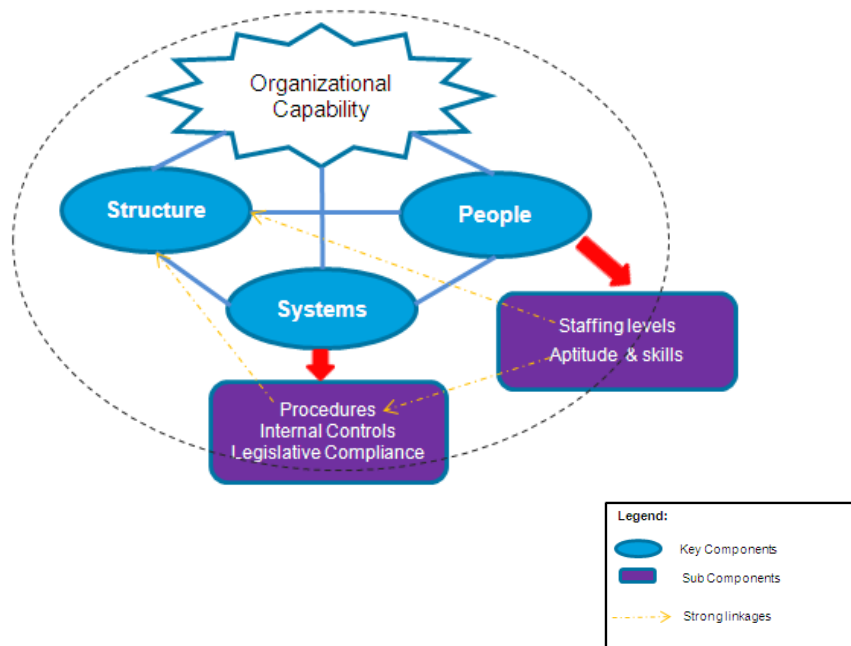 Organizational
Capability
Structure
People
Systems
Staffing levels
Aptitude & skills
Procedures
Internal Controls
Legislative Compliance
Legend:
Key Components
Sub Components
Strong linkages